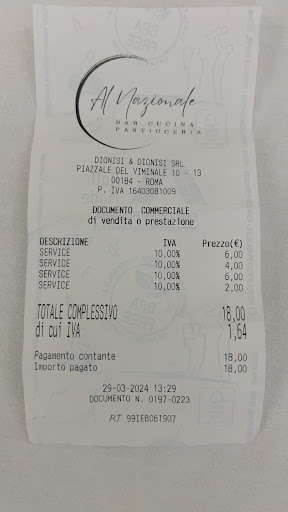 Al Nazionale
BAR CUCINA
PASTICCERIA
DIONISI & DIONISI SRL
PIAZZALE DEL VIMINALE 10 - 13
00184 - ROMA
P. IVA 16403081009
DOCUMENTO COMMERCIALE
di vendita o prestazione
DESCRIZIONE IVA Prezzo(€)
SERVICE 10,00% 6,00
SERVICE 10,00% 4,00
SERVICE 10,00% 6,00
SERVICE 10,00% 2,00
TOTALE COMPLESSIVO 18,00
di cui IVA 1,64
Pagamento contante 18,00
Importo pagato 18,00
29-03-2024 13:29
DOCUMENTO N. 0197-0223
RT 99IEB061907